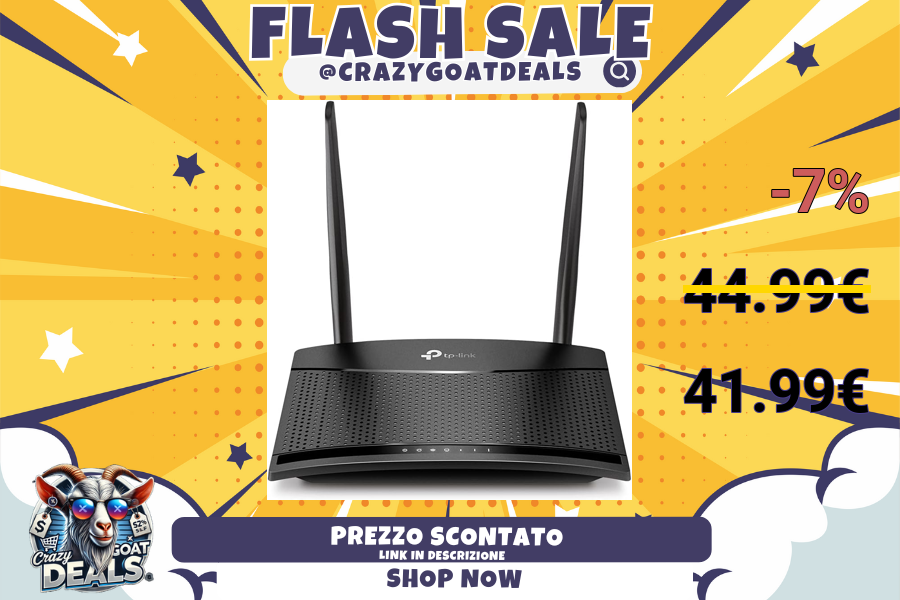 FLASH SALE
@CRAZYGOATDEALS
-7%
44.99€
41.99€
tp-link
$
52%
Crazy
GOAT
DEALS
PREZZO SCONTATO
LINK IN DESCRIZIONE
SHOP NOW